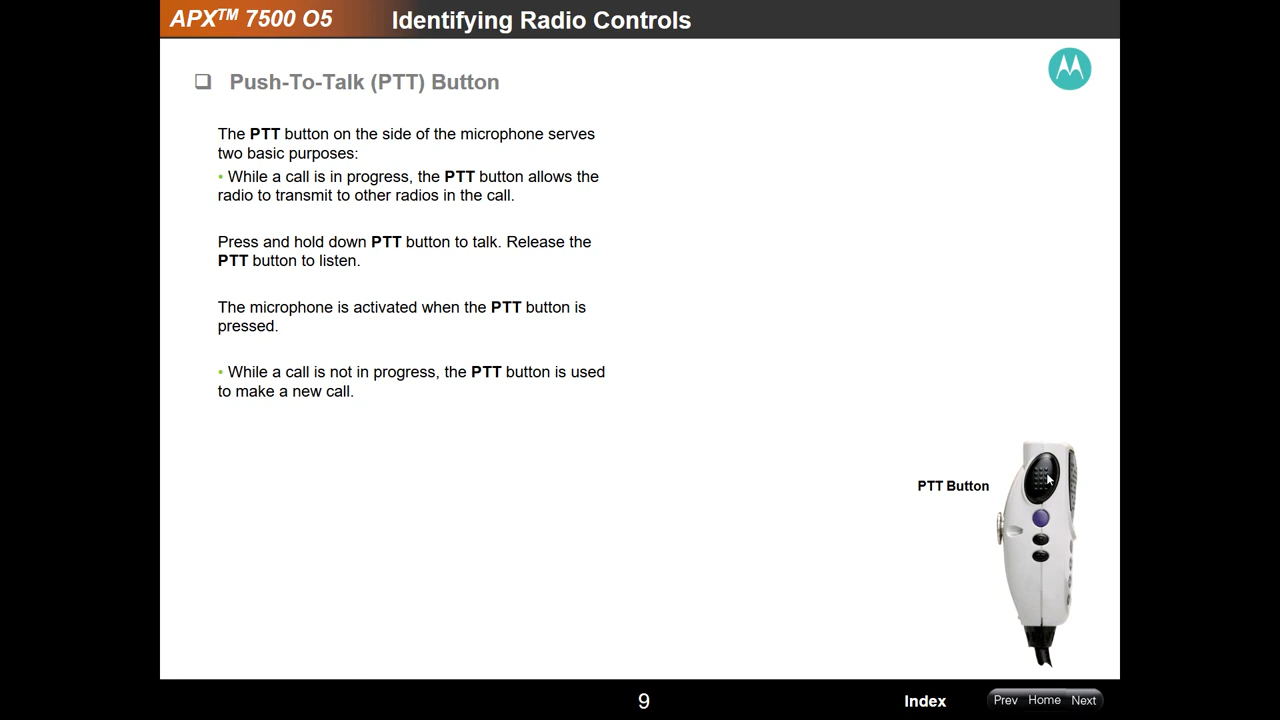 APX™ 7500 O5
Identifying Radio Controls
Push-To-Talk (PTT) Button
The PTT button on the side of the microphone serves
two basic purposes:
• While a call is in progress, the PTT button allows the
radio to transmit to other radios in the call.
Press and hold down PTT button to talk. Release the
PTT button to listen.
The microphone is activated when the PTT button is
pressed.
• While a call is not in progress, the PTT button is used
to make a new call.
PTT Button
9
Index
Prev Home Next